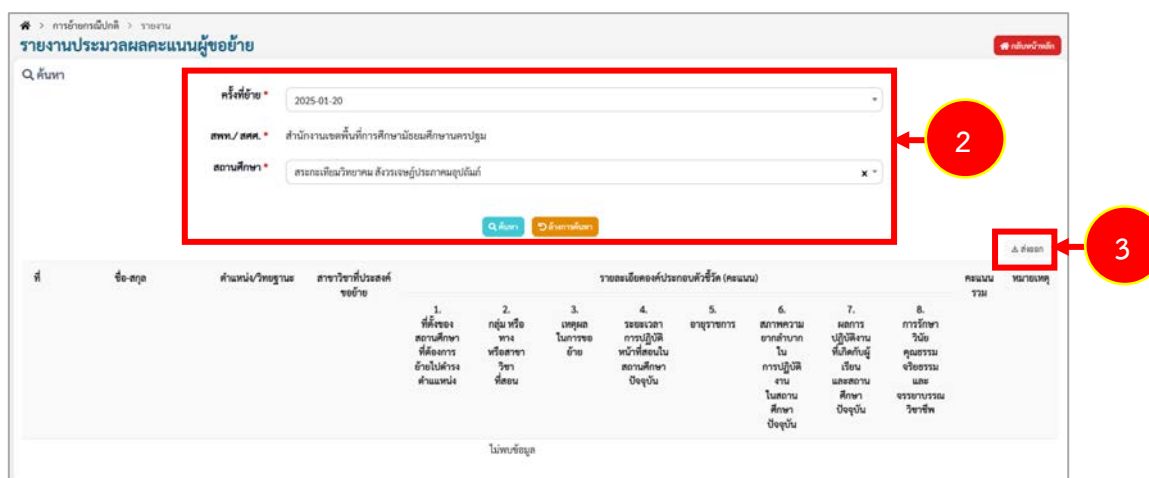 > การย้ายกรณีปกติ > รายงาน
รายงานประมวลผลคะแนนผู้ขอย้าย
กลับหน้าหลัก
ค้นหา
ครั้งที่ย้าย *
2025-01-20
สพท./ สศศ. *
สำนักงานเขตพื้นที่การศึกษามัธยมศึกษานครปฐม
สถานศึกษา *
สระกะเทียมวิทยาคม สังวรเจษฎ์ประภาคมอุปถัมภ์
x
2
ค้นหา
ล้างการค้นหา
ส่งออก
3
ที่
ชื่อ-สกุล
ตำแหน่ง/วิทยฐานะ
สาขาวิชาที่ประสงค์
ขอย้าย
รายละเอียดองค์ประกอบตัวชี้วัด (คะแนน)
คะแนน
รวม
หมายเหตุ
1.
ที่ตั้งของ
สถานศึกษา
ที่ต้องการ
ย้ายไปดำรง
ตำแแหน่ง
2.
กลุ่ม หรือ
ทาง
หรือสาขา
วิชา
ที่สอน
3.
เหตุผล
ในการขอ
ย้าย
4.
ระยะเวลา
การปฏิบัติ
หน้าที่สอนใน
สถานศึกษา
ปัจจุบัน
5.
อายุราชการ
6.
สภาพความ
ยากลำบาก
ใน
การปฏิบัติ
งาน
ในสถาน
ศึกษา
ปัจจุบัน
7.
ผลการ
ปฏิบัติงาน
ที่เกิดกับผู้
เรียน
และสถาน
ศึกษา
ปัจจุบัน
8.
การรักษา
วินัย
คุณธรรม
จริยธรรม
และ
จรรยาบรรณ
วิชาชีพ
ไม่พบข้อมูล